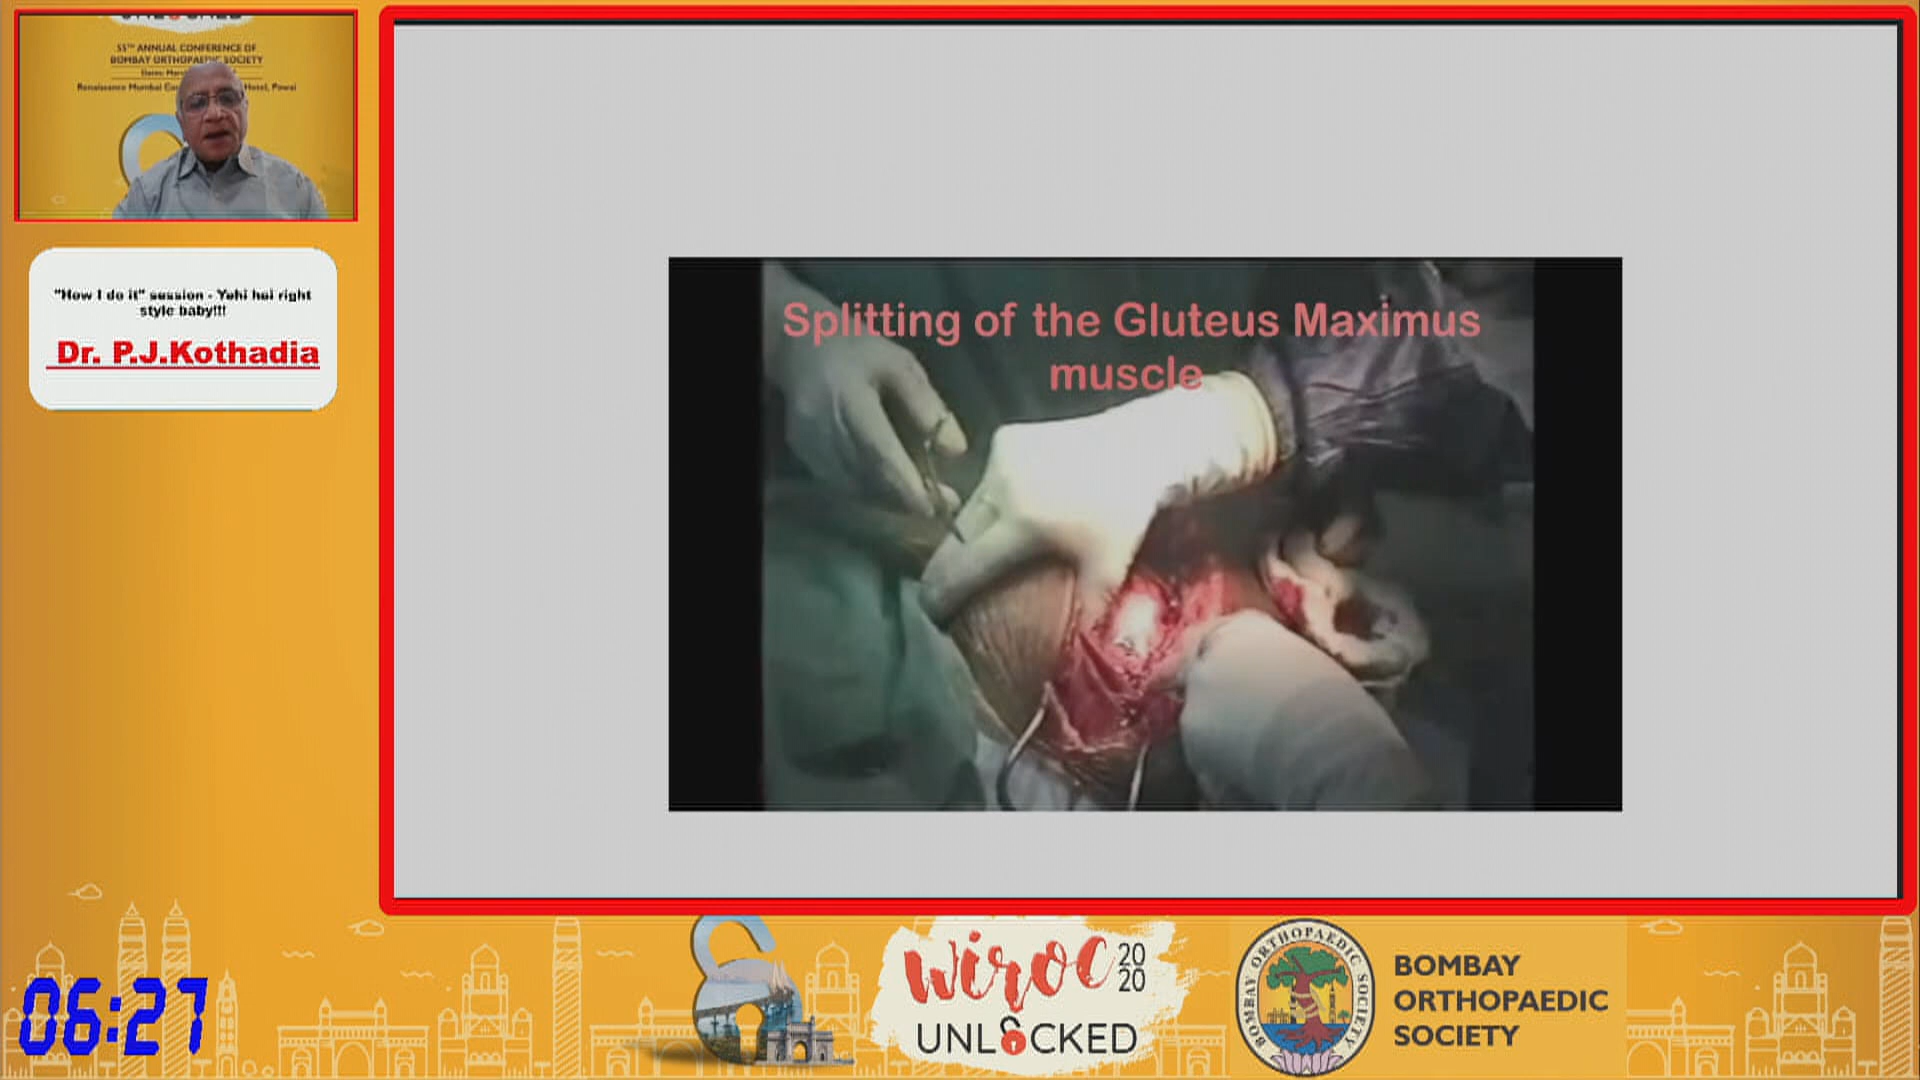 55TH ANNUAL CONFERENCE OF
BOMBAY ORTHOPAEDIC SOCIETY
Renaissance Mumbai
Hotel, Powai
"How I do it" session - Yehi hai right
style baby!!!
Dr. P.J.Kothadia
Splitting of the Gluteus Maximus
muscle
06:27
WIROC 2020
UNLOCKED
BOMBAY ORTHOPAEDIC SOCIETY
BOMBAY
ORTHOPAEDIC
SOCIETY